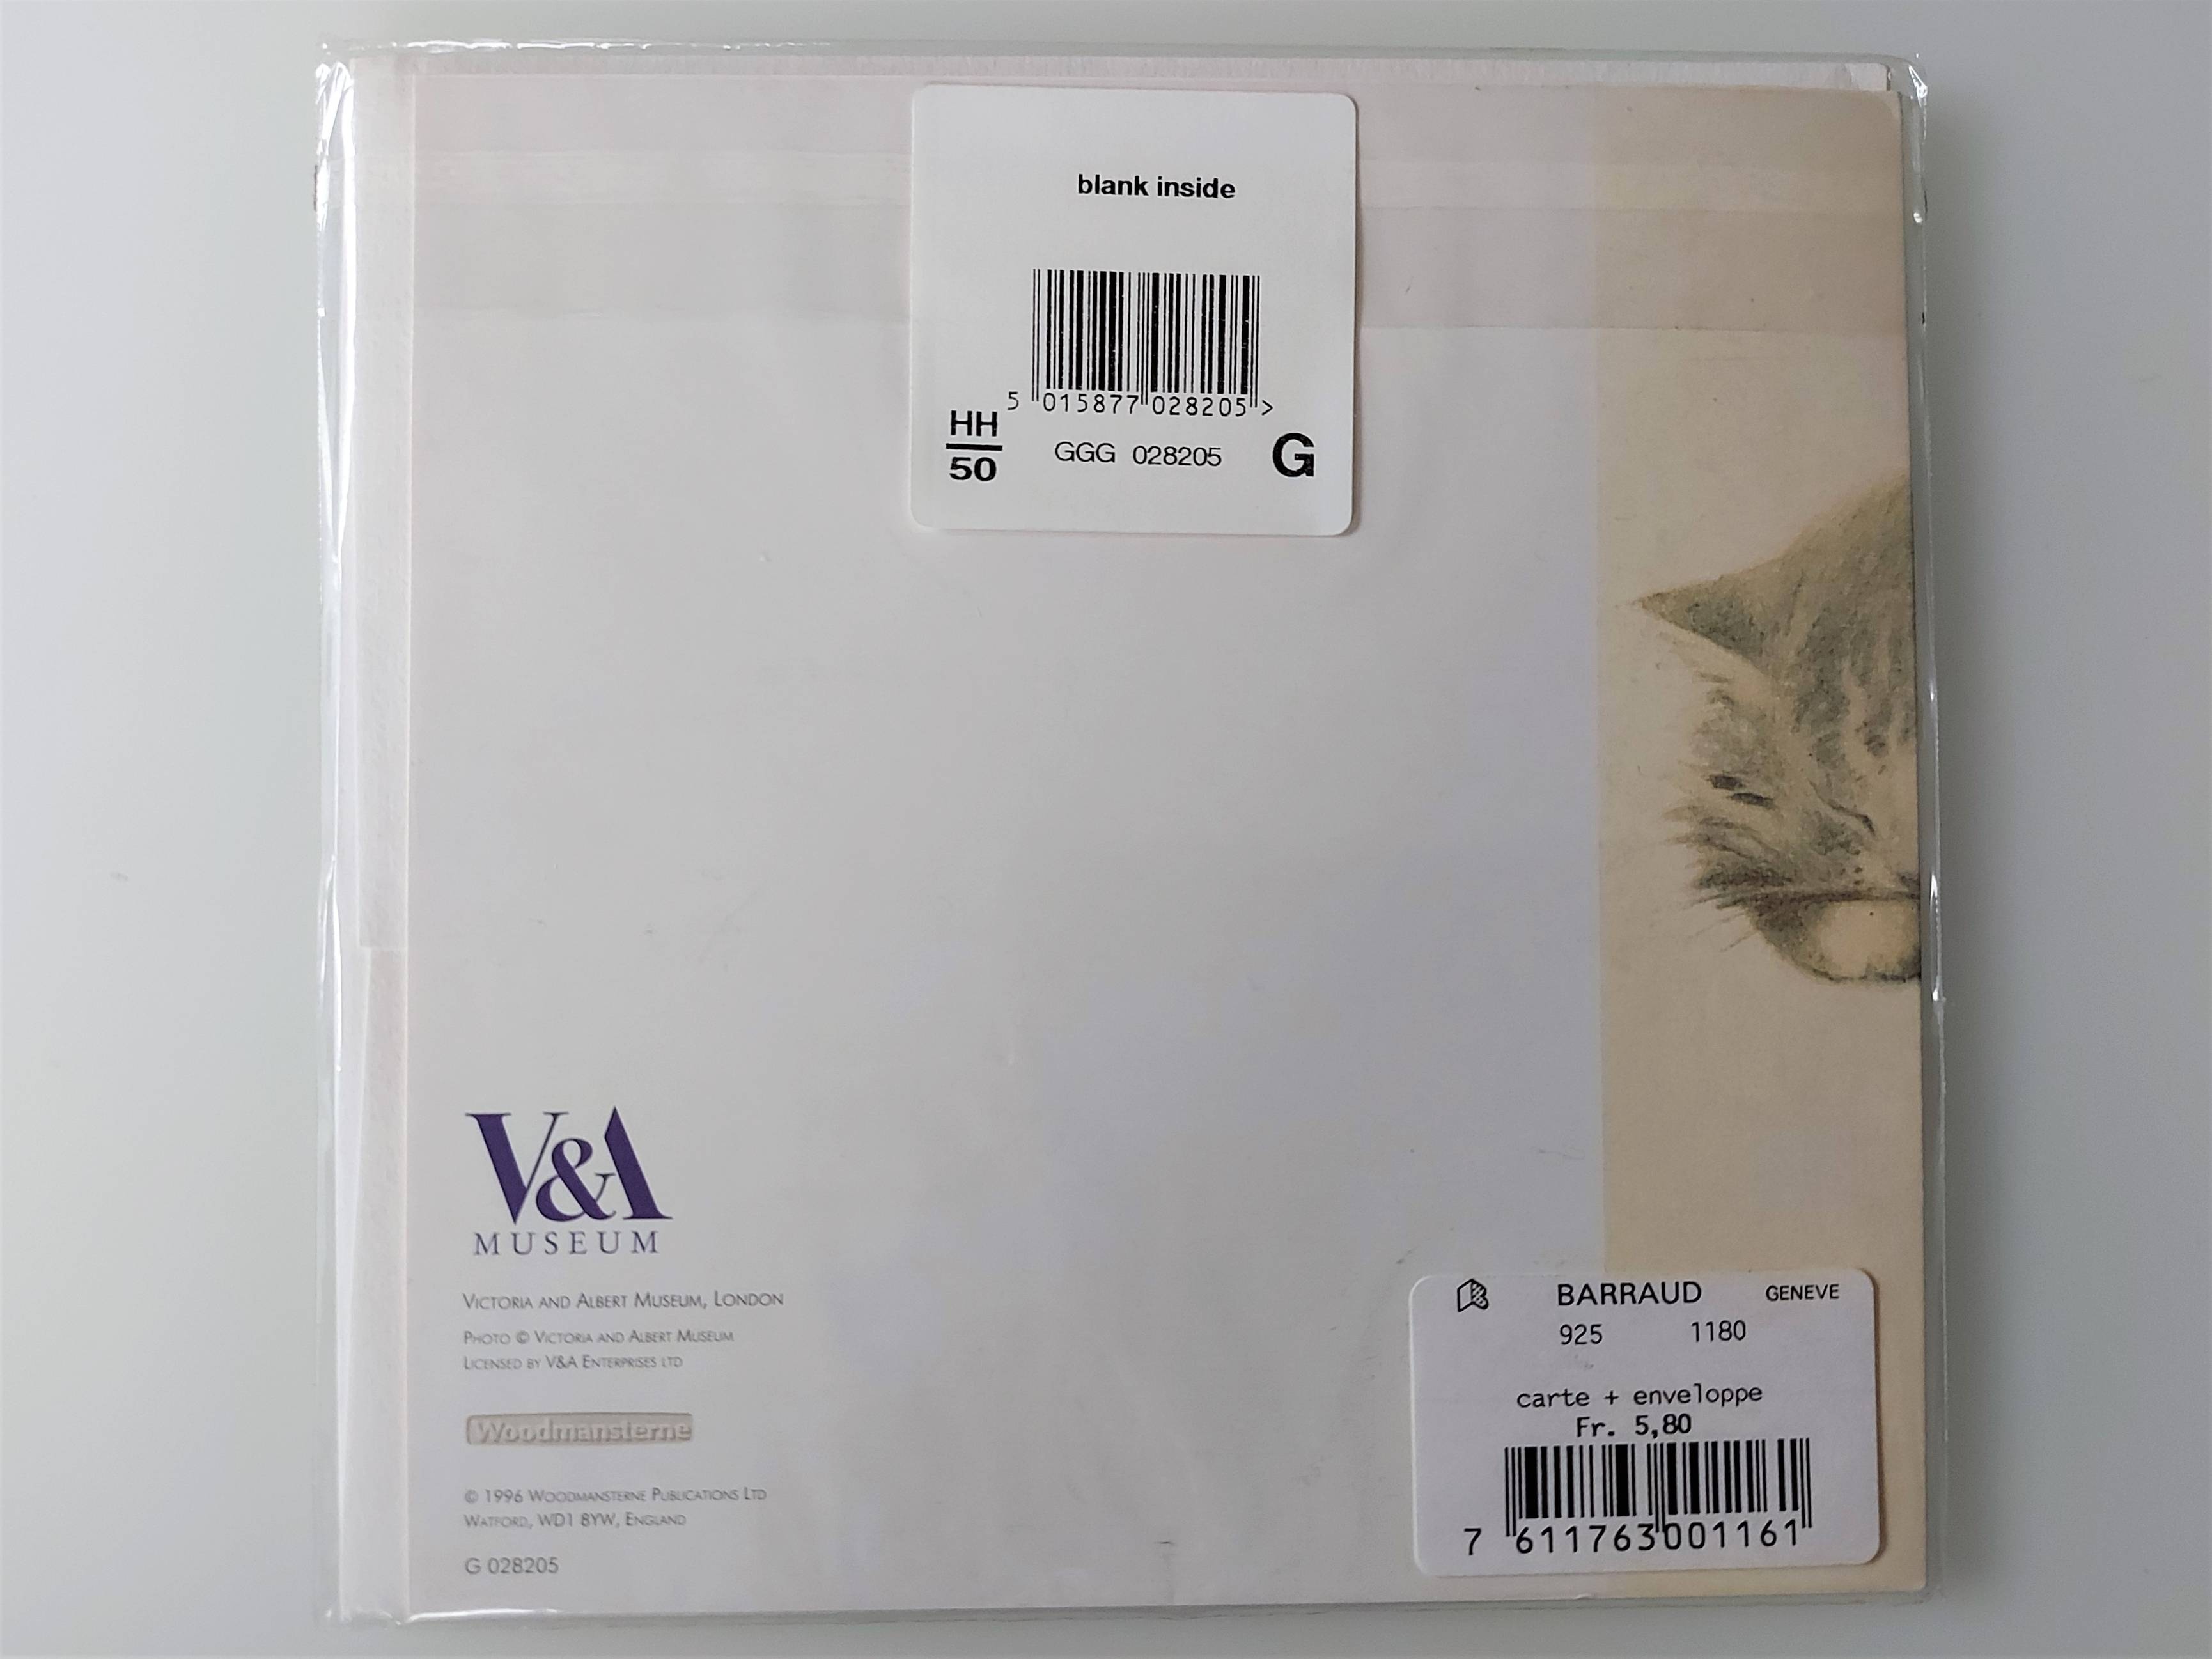 blank inside
5 015877 028205 >
HH
50
GGG 028205
G
V&A
MUSEUM
VICTORIA AND ALBERT MUSEUM, LONDON
PHOTO © VICTORIA AND ALBERT MUSEUM
LICENSED BY V&A ENTERPRISES LTD
Woodmansterne
© 1996 WOODMANSTERNE PUBLICATIONS LTD
WATFORD, WD1 8YW, ENGLAND
G 028205
BARRAUD GENEVE
925 1180
carte + enveloppe
Fr. 5,80
7 611763 001161